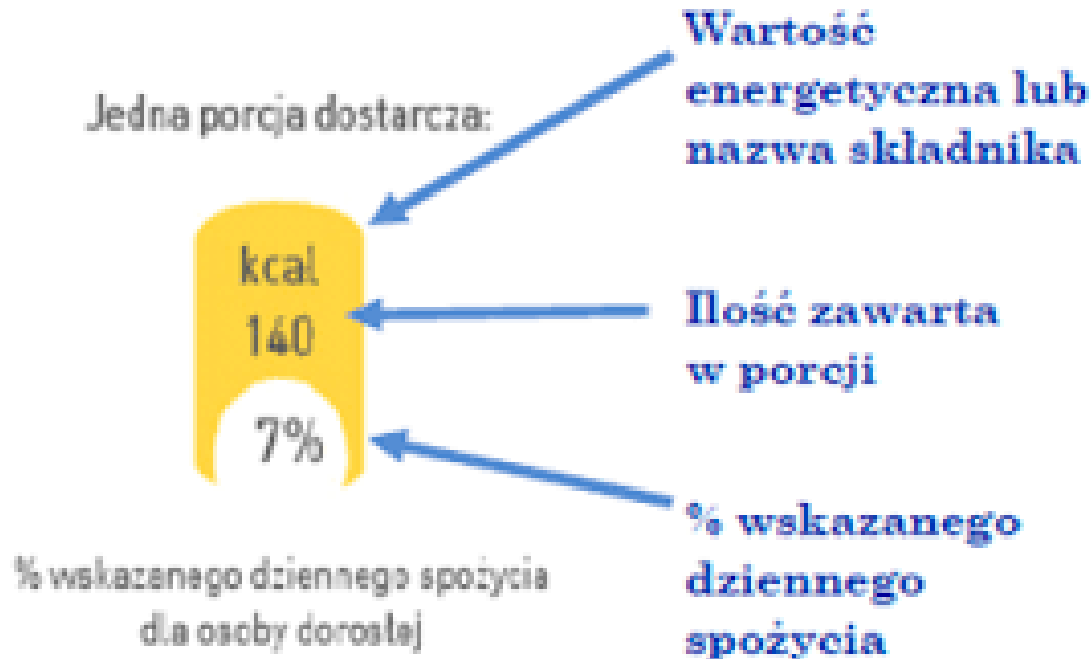 Jedna porcja dostarcza:
kcal
140
7%
% wskazanego dziennego spożycia
dla osoby dorosłej
Wartość
energetyczna lub
nazwa składnika
Ilość zawarta
w porcji
% wskazanego
dziennego
spożycia